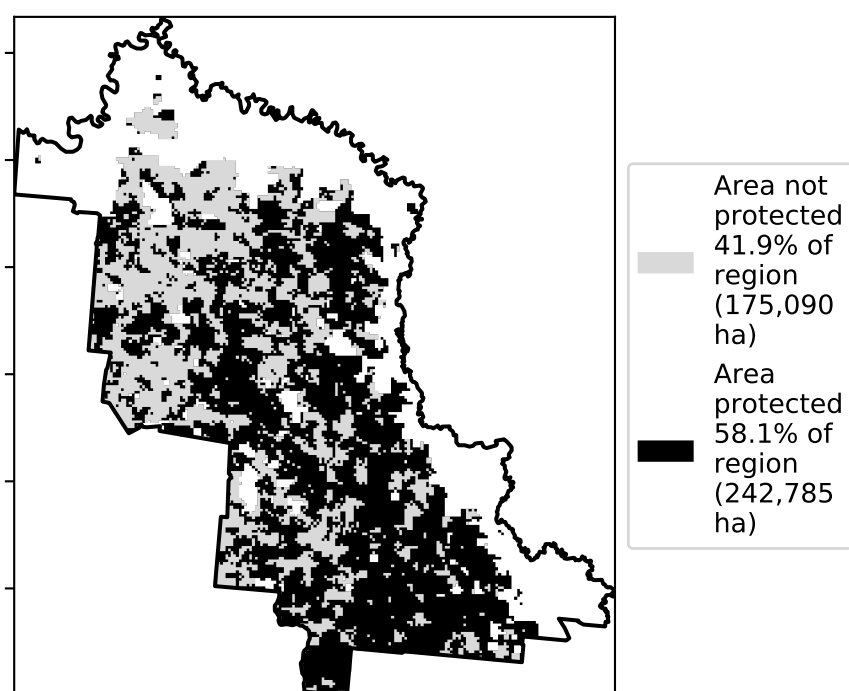 Area not
protected
41.9% of
region
(175,090
ha)
Area
protected
58.1% of
region
(242,785
ha)